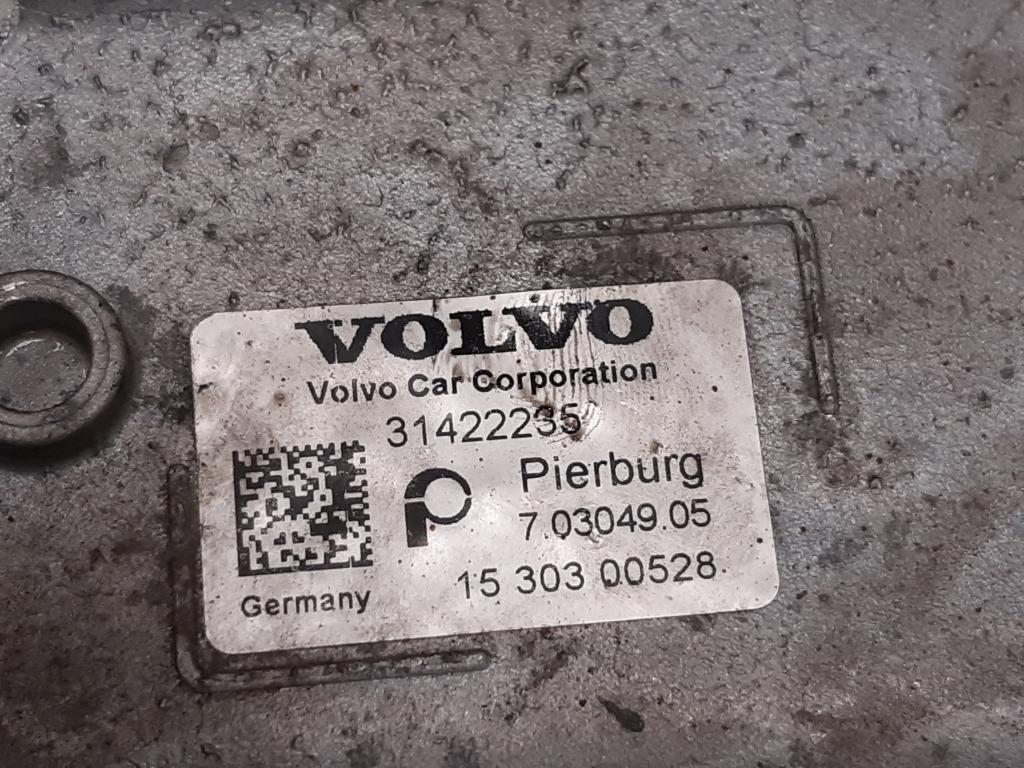 VOLVO
Volvo Car Corporation
31422235
Pierburg
7.03049.05
15 303 00528
Germany